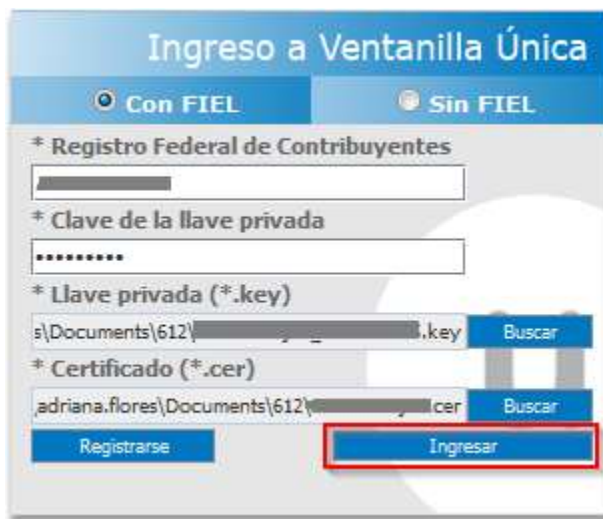 Ingreso a Ventanilla Única
Con FIEL Sin FIEL
* Registro Federal de Contribuyentes
* Clave de la llave privada
•••••••••
* Llave privada (*.key)
s\Documents\612\ .key Buscar
* Certificado (*.cer)
adriana.flores\Documents\612\ cer Buscar
Registrarse Ingresar